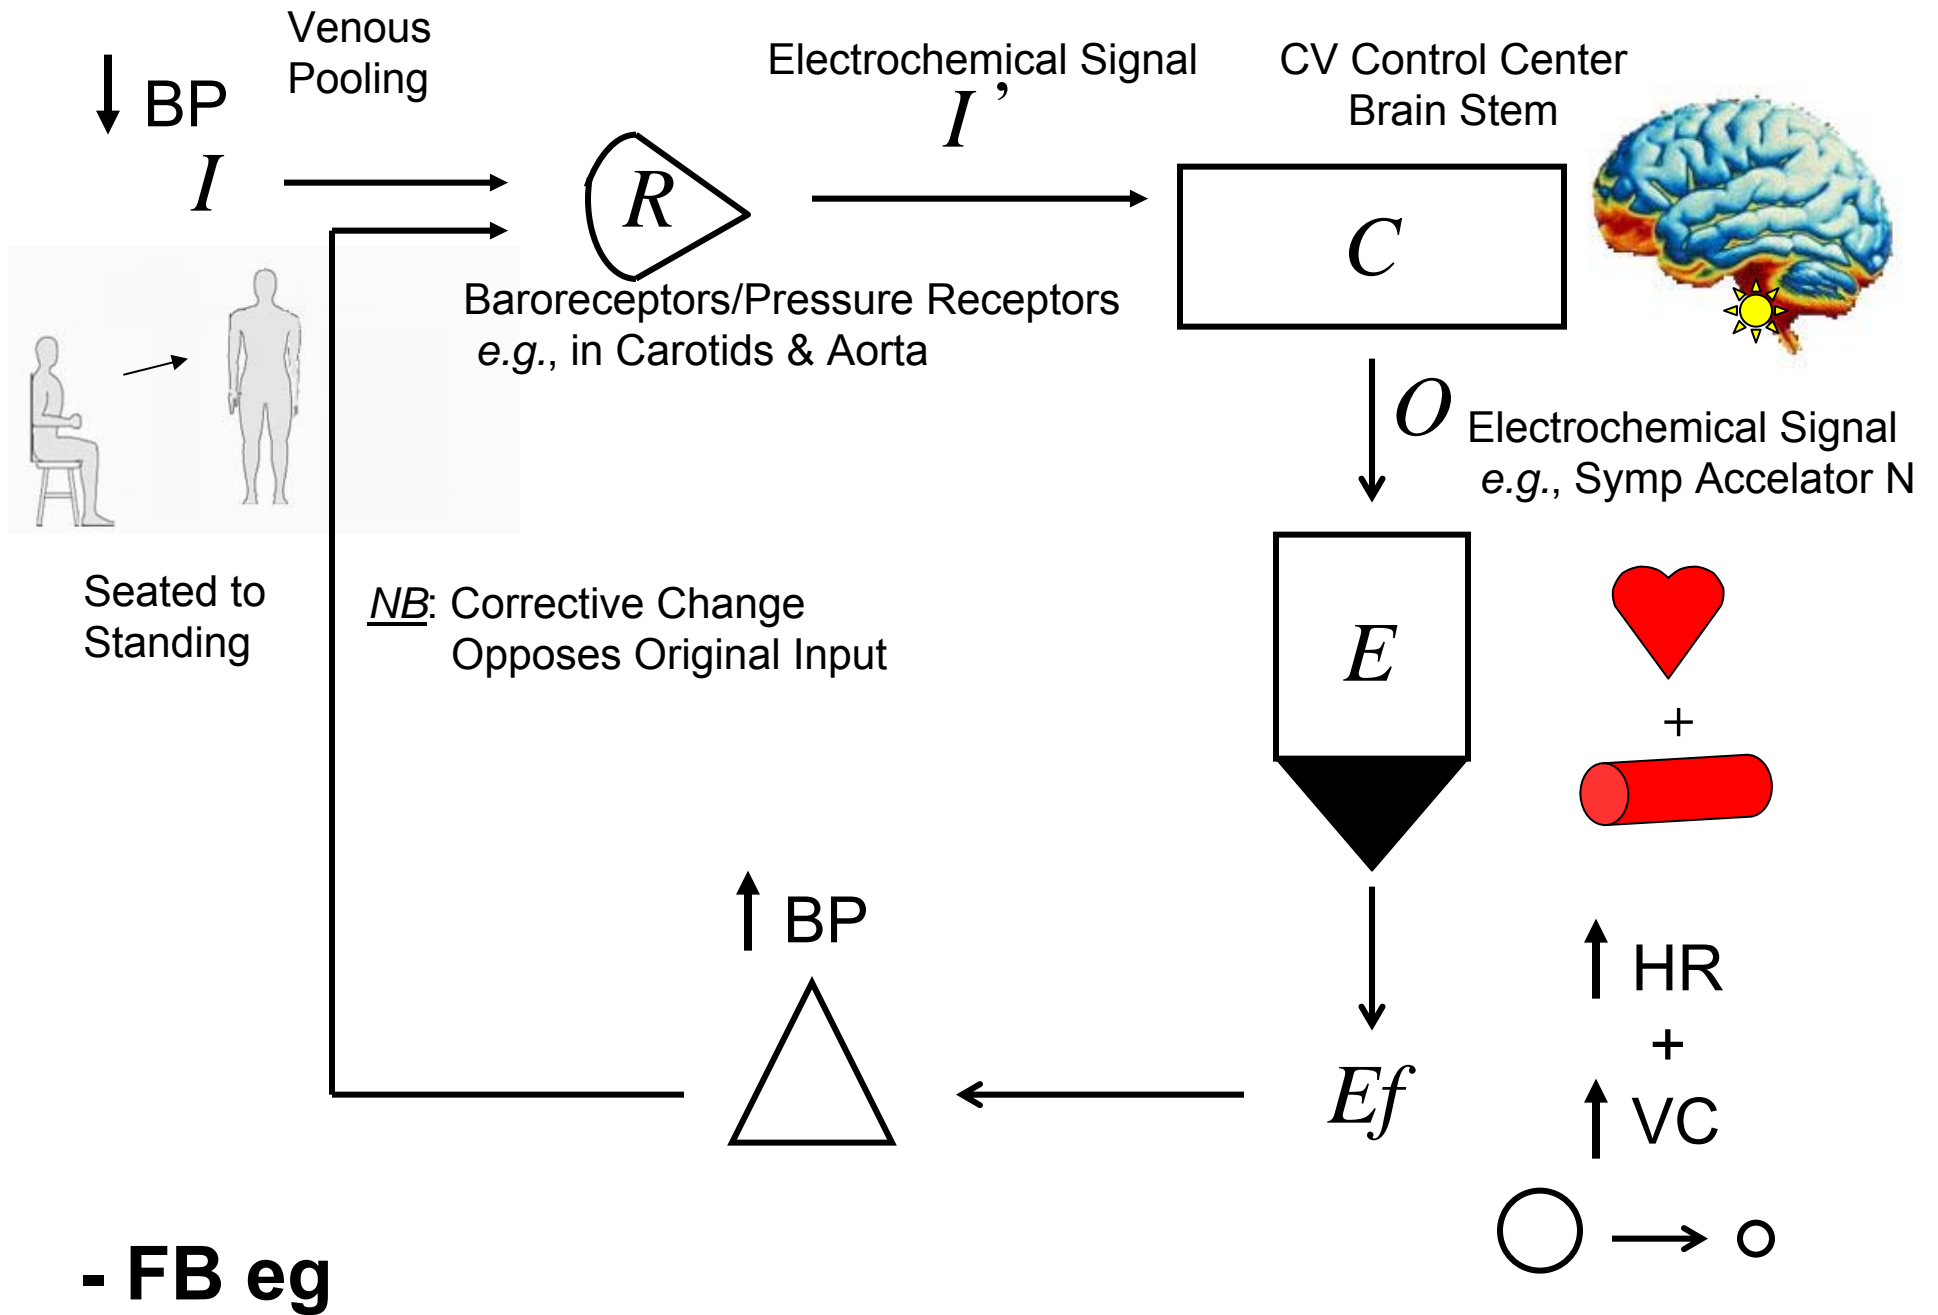 Venous
Pooling
BP
I
Electrochemical Signal
I’
CV Control Center
Brain Stem
R
C
Baroreceptors/Pressure Receptors
e.g., in Carotids & Aorta
O
Electrochemical Signal
e.g., Symp Accelator N
Seated to
Standing
NB: Corrective Change
Opposes Original Input
E
+
BP
HR
+
VC
Ef
- FB eg